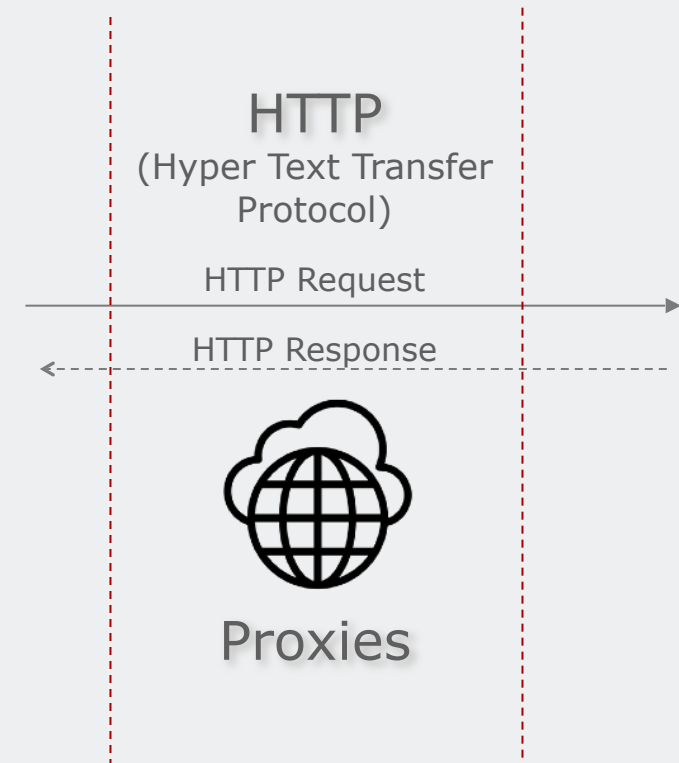 HTTP
(Hyper Text Transfer
Protocol)
HTTP Request
HTTP Response
Proxies